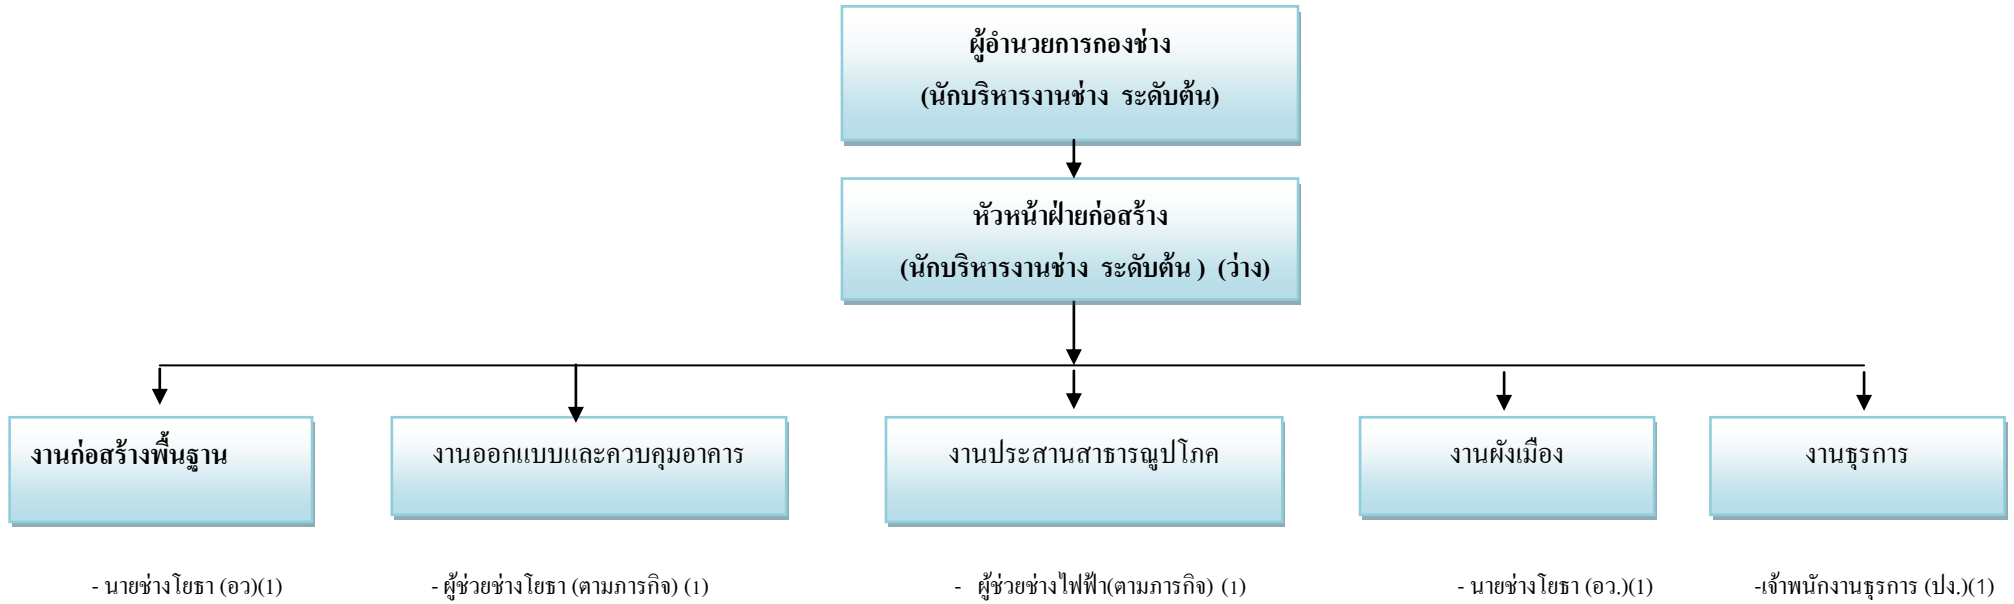 ผู้อำนวยการกองช่าง
(นักบริหารงานช่าง ระดับต้น)
หัวหน้าฝ่ายก่อสร้าง
(นักบริหารงานช่าง ระดับต้น ) (ว่าง)
งานก่อสร้างพื้นฐาน
งานออกแบบและควบคุมอาคาร
งานประสานสาธารณูปโภค
งานผังเมือง
งานธุรการ
- นายช่างโยธา (อว)(1)
- ผู้ช่วยช่างโยธา (ตามภารกิจ) (1)
- ผู้ช่วยช่างไฟฟ้า(ตามภารกิจ) (1)
- นายช่างโยธา (อว.)(1)
-เจ้าพนักงานธุรการ (ปง.)(1)